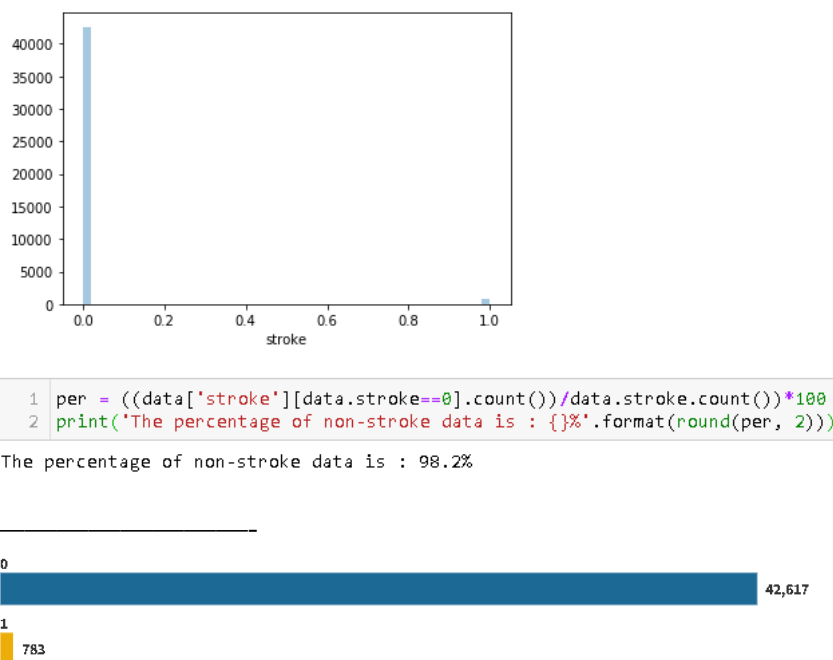 40000
35000
30000
25000
20000
15000
10000
5000
0
0.0 0.2 0.4 0.6 0.8 1.0
stroke
1 per = ((data['stroke'][data.stroke==0].count())/data.stroke.count())*100
2 print('The percentage of non-stroke data is : {}%'.format(round(per, 2)))
The percentage of non-stroke data is : 98.2%
0
42,617
1
783